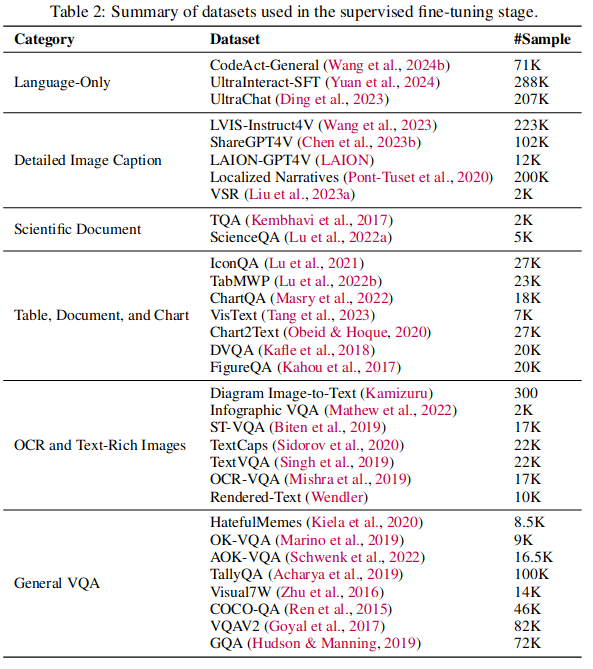 Table 2: Summary of datasets used in the supervised fine-tuning stage.
Category Dataset #Sample
Language-Only
CodeAct-General (Wang et al., 2024b) 71K
UltraInteract-SFT (Yuan et al., 2024) 288K
UltraChat (Ding et al., 2023) 207K
Detailed Image Caption
LVIS-Instruct4V (Wang et al., 2023) 223K
ShareGPT4V (Chen et al., 2023b) 102K
LAION-GPT4V (LAION) 12K
Localized Narratives (Pont-Tuset et al., 2020) 200K
VSR (Liu et al., 2023a) 2K
Scientific Document
TQA (Kembhavi et al., 2017) 2K
ScienceQA (Lu et al., 2022a) 5K
Table, Document, and Chart
IconQA (Lu et al., 2021) 27K
TabMWP (Lu et al., 2022b) 23K
ChartQA (Masry et al., 2022) 18K
VisText (Tang et al., 2023) 7K
Chart2Text (Obeid & Hoque, 2020) 27K
DVQA (Kafle et al., 2018) 20K
FigureQA (Kahou et al., 2017) 20K
OCR and Text-Rich Images
Diagram Image-to-Text (Kamizuru) 300
Infographic VQA (Mathew et al., 2022) 2K
ST-VQA (Biten et al., 2019) 17K
TextCaps (Sidorov et al., 2020) 22K
TextVQA (Singh et al., 2019) 22K
OCR-VQA (Mishra et al., 2019) 17K
Rendered-Text (Wendler) 10K
General VQA
HatefulMemes (Kiela et al., 2020) 8.5K
OK-VQA (Marino et al., 2019) 9K
AOK-VQA (Schwenk et al., 2022) 16.5K
TallyQA (Acharya et al., 2019) 100K
Visual7W (Zhu et al., 2016) 14K
COCO-QA (Ren et al., 2015) 46K
VQAV2 (Goyal et al., 2017) 82K
GQA (Hudson & Manning, 2019) 72K